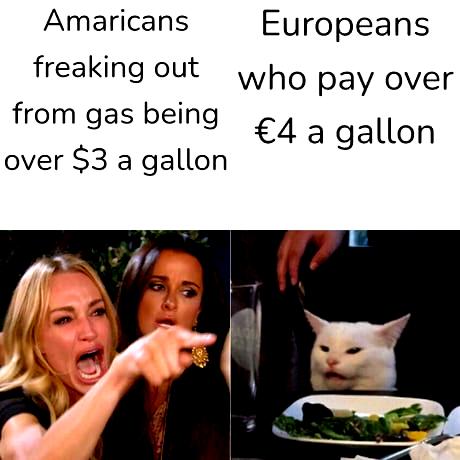 Amaricans
freaking out
from gas being
over $3 a gallon
Europeans
who pay over
€4 a gallon